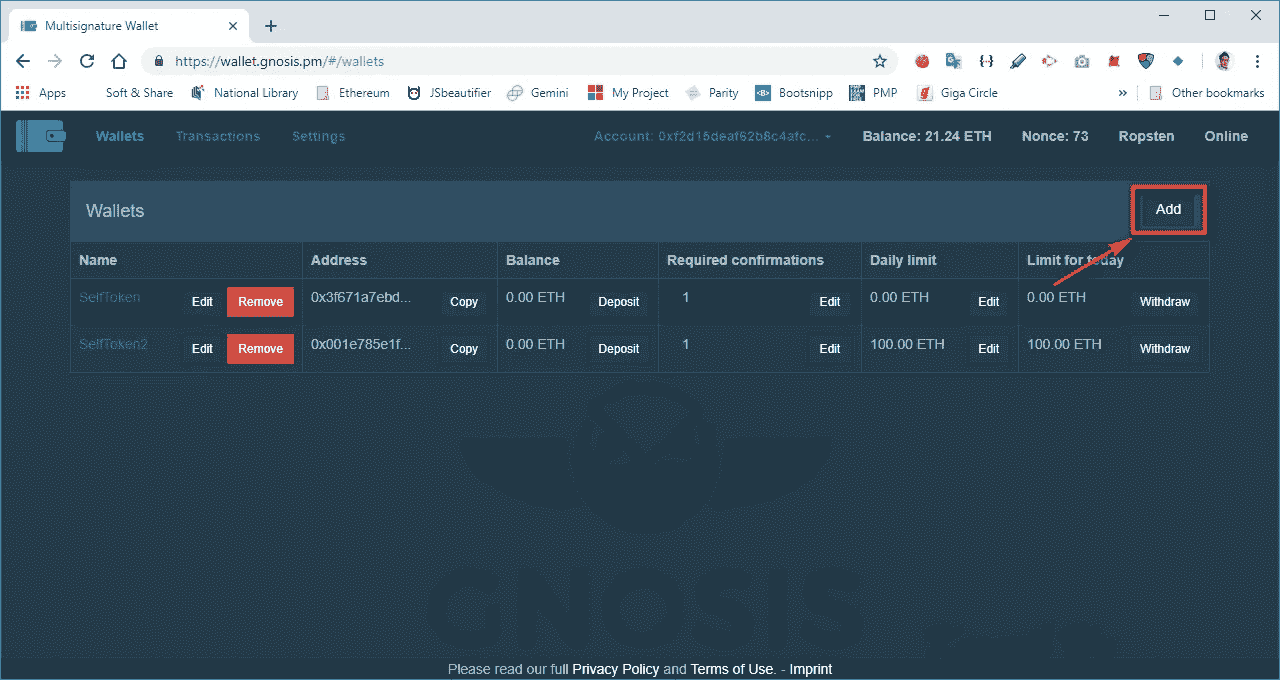 Multisignature Wallet
https://wallet.gnosis.pm/#/wallets
Apps Soft & Share National Library Ethereum JSbeautifier Gemini My Project Parity Bootsnipp PMP Giga Circle » Other bookmarks
Wallets Transactions Settings Account: 0xf2d15deaf62b8c4afc... Balance: 21.24 ETH Nonce: 73 Ropsten Online
Wallets Add
Name Address Balance Required confirmations Daily limit Limit for today
SelfToken Edit Remove 0x3f671a7ebd... Copy 0.00 ETH Deposit 1 Edit 0.00 ETH Edit 0.00 ETH Withdraw
SelfToken2 Edit Remove 0x001e785e1f... Copy 0.00 ETH Deposit 1 Edit 100.00 ETH Edit 100.00 ETH Withdraw
GNOSIS
Please read our full Privacy Policy and Terms of Use. - Imprint